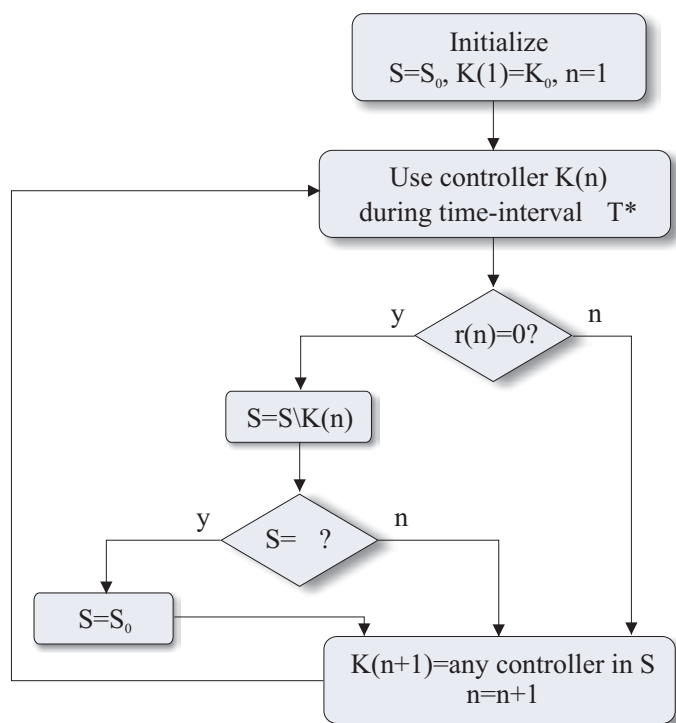 Initialize
S=S₀, K(1)=K₀, n=1
Use controller K(n)
during time-interval T*
r(n)=0?
y
n
S=S\K(n)
S= ?
y
n
S=S₀
K(n+1)=any controller in S
n=n+1